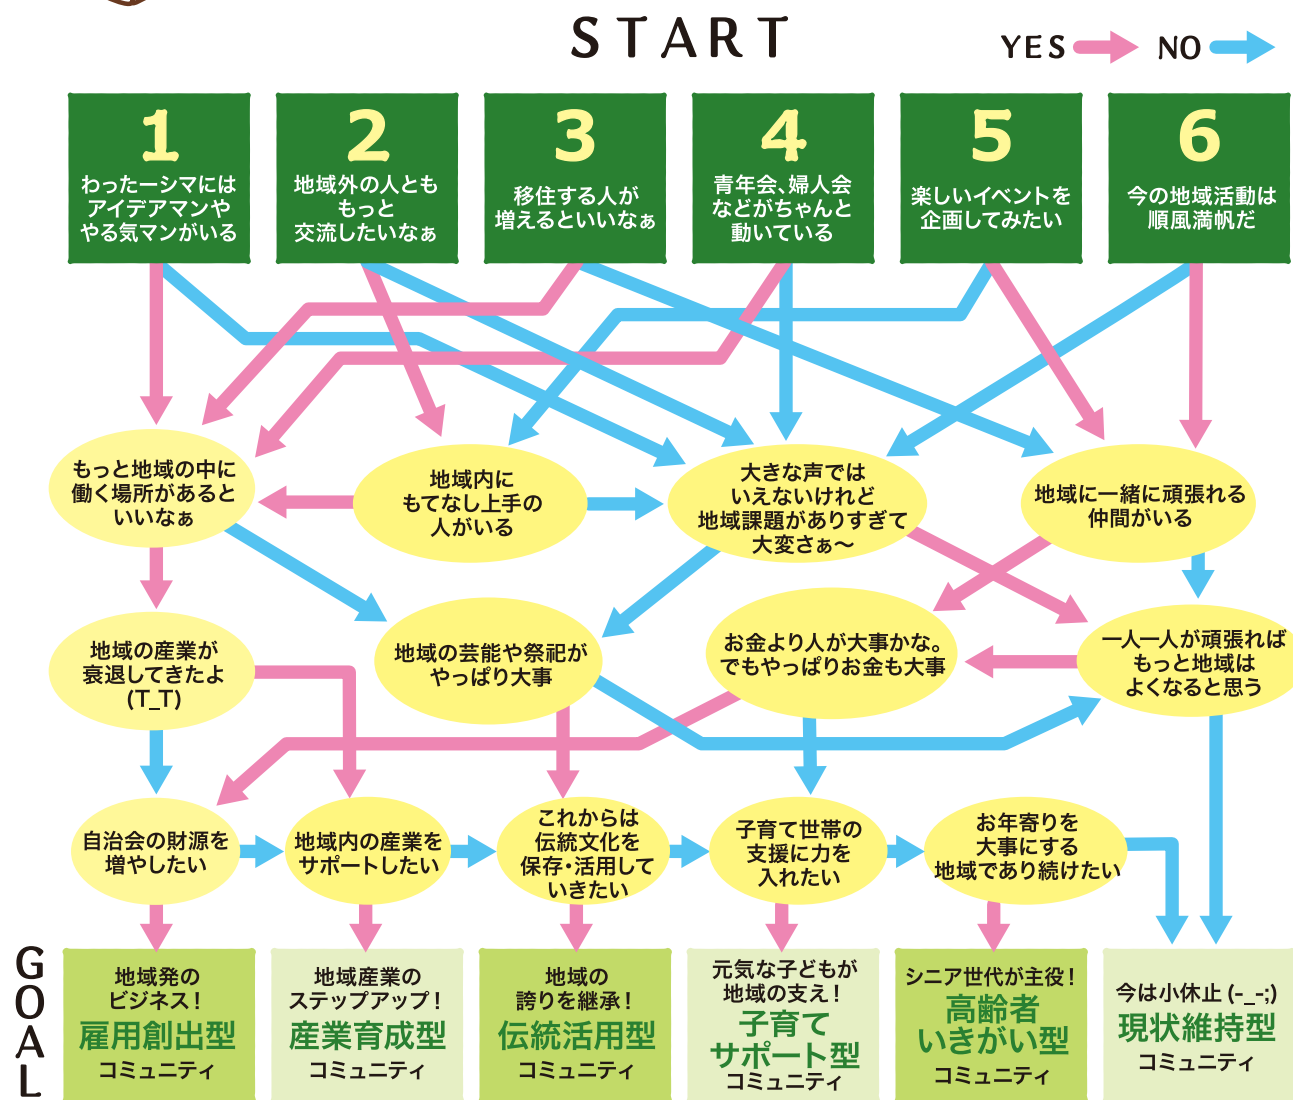 START
YES
NO
1
わったーシマには
アイデアマンや
やる気マンがいる
2
地域外の人とも
もっと
交流したいなぁ
3
移住する人が
増えるといいなぁ
4
青年会、婦人会
などがちゃんと
動いている
5
楽しいイベントを
企画してみたい
6
今の地域活動は
順風満帆だ
もっと地域の中に
働く場所があると
いいなぁ
地域内に
もてなし上手の
人がいる
大きな声では
いえないけれど
地域課題がありすぎて
大変さぁ〜
地域に一緒に頑張れる
仲間がいる
地域の産業が
衰退してきたよ
(T_T)
地域の芸能や祭祀が
やっぱり大事
お金より人が大事かな。
でもやっぱりお金も大事
一人一人が頑張れば
もっと地域は
よくなると思う
自治会の財源を
増やしたい
地域内の産業を
サポートしたい
これからは
伝統文化を
保存・活用して
いきたい
子育て世帯の
支援に力を
入れたい
お年寄りを
大事にする
地域であり続けたい
GOAL
地域発の
ビジネス！
雇用創出型
コミュニティ
地域産業の
ステップアップ！
産業育成型
コミュニティ
地域の
誇りを継承！
伝統活用型
コミュニティ
元気な子どもが
地域の支え！
子育て
サポート型
コミュニティ
シニア世代が主役！
高齢者
いきがい型
コミュニティ
今は小休止 (-_-;)
現状維持型
コミュニティ